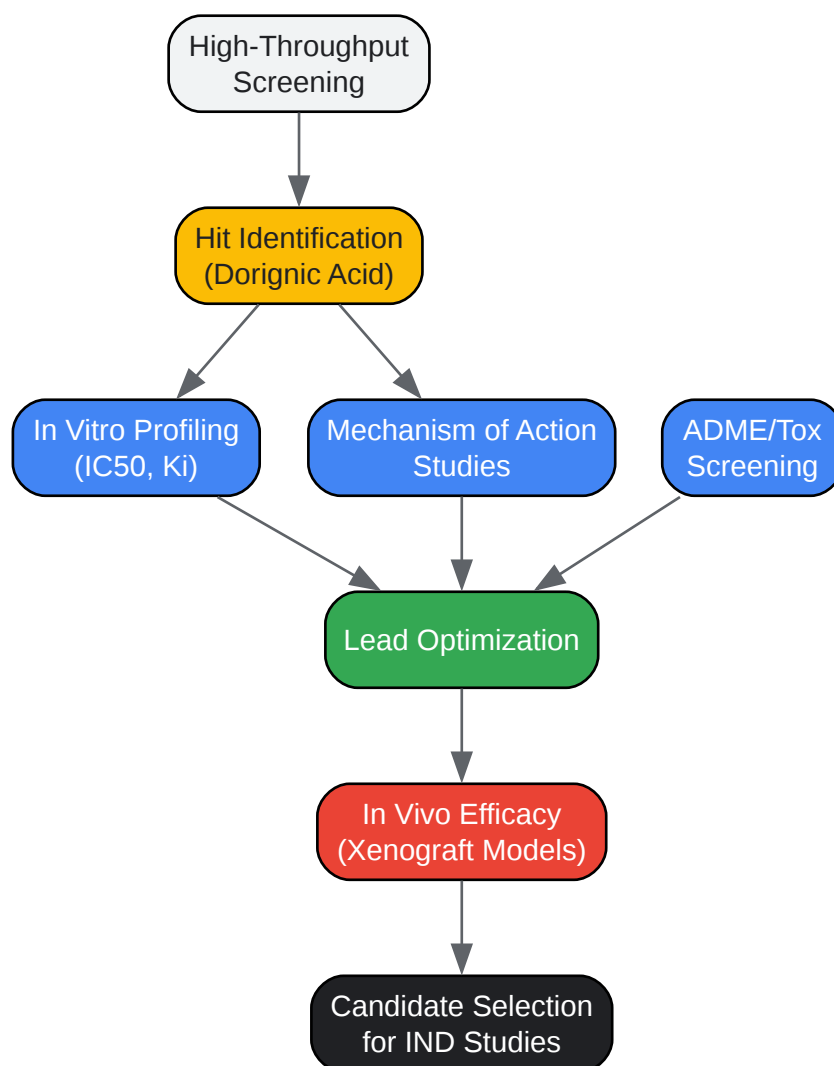 High-Throughput
Screening
Hit Identification
(Dorignic Acid)
In Vitro Profiling
(IC50, Ki)
Mechanism of Action
Studies
ADME/Tox
Screening
Lead Optimization
In Vivo Efficacy
(Xenograft Models)
Candidate Selection
for IND Studies